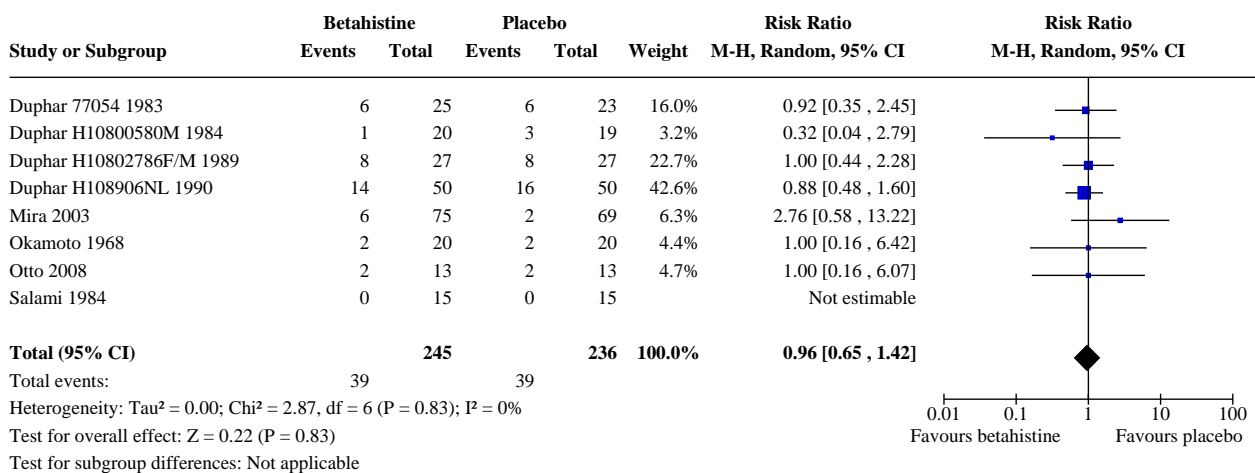 Betahistine Placebo Risk Ratio Risk Ratio
Study or Subgroup Events Total Events Total Weight M-H, Random, 95% CI M-H, Random, 95% CI
Duphar 77054 1983 6 25 6 23 16.0% 0.92 [0.35 , 2.45]
Duphar H10800580M 1984 1 20 3 19 3.2% 0.32 [0.04 , 2.79]
Duphar H10802786F/M 1989 8 27 8 27 22.7% 1.00 [0.44 , 2.28]
Duphar H108906NL 1990 14 50 16 50 42.6% 0.88 [0.48 , 1.60]
Mira 2003 6 75 2 69 6.3% 2.76 [0.58 , 13.22]
Okamoto 1968 2 20 2 20 4.4% 1.00 [0.16 , 6.42]
Otto 2008 2 13 2 13 4.7% 1.00 [0.16 , 6.07]
Salami 1984 0 15 0 15 Not estimable
Total (95% CI) 245 236 100.0% 0.96 [0.65 , 1.42]
Total events: 39 39
Heterogeneity: Tau² = 0.00; Chi² = 2.87, df = 6 (P = 0.83); I² = 0%
0.01 0.1 1 10 100
Test for overall effect: Z = 0.22 (P = 0.83) Favours betahistine Favours placebo
Test for subgroup differences: Not applicable